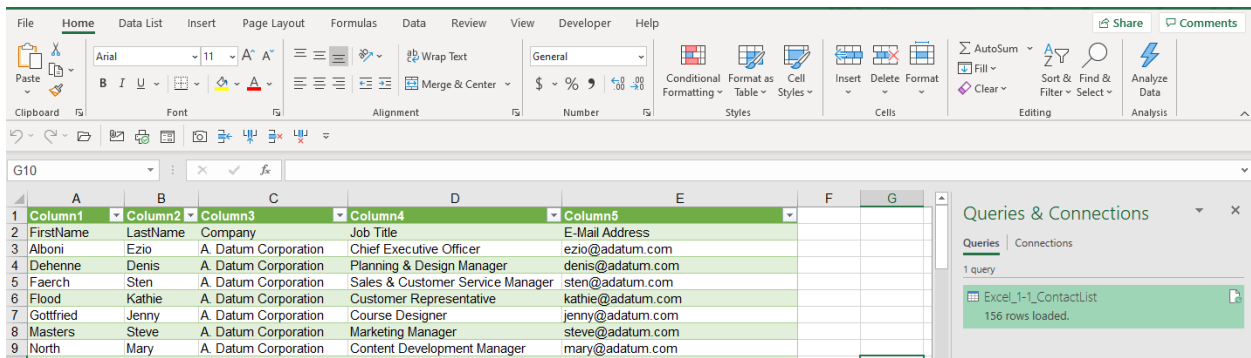 File Home Data List Insert Page Layout Formulas Data Review View Developer Help Share Comments
Arial 11 A^ Aˇ Wrap Text General AutoSum
Paste Fill
B I U A Merge & Center $ % 9 .00 Conditional Format as Cell Insert Delete Format Clear Sort & Find & Analyze
Formatting Table Styles Filter Select Data
Clipboard Font Alignment Number Styles Cells Editing Analysis
G10 fx
A B C D E F G
1 Column1 Column2 Column3 Column4 Column5
2 FirstName LastName Company Job Title E-Mail Address
3 Alboni Ezio A. Datum Corporation Chief Executive Officer ezio@adatum.com
4 Dehenne Denis A. Datum Corporation Planning & Design Manager denis@adatum.com
5 Faerch Sten A. Datum Corporation Sales & Customer Service Manager sten@adatum.com
6 Flood Kathie A. Datum Corporation Customer Representative kathie@adatum.com
7 Gottfried Jenny A. Datum Corporation Course Designer jenny@adatum.com
8 Masters Steve A. Datum Corporation Marketing Manager steve@adatum.com
9 North Mary A. Datum Corporation Content Development Manager mary@adatum.com
Queries & Connections
Queries Connections
1 query
Excel_1-1_ContactList
156 rows loaded.